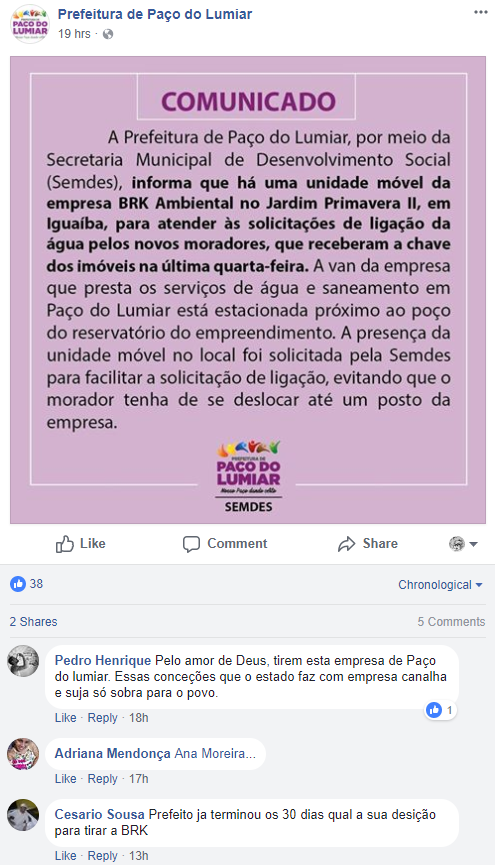 Prefeitura de Paço do Lumiar
19 hrs ·
COMUNICADO
A Prefeitura de Paço do Lumiar, por meio da
Secretaria Municipal de Desenvolvimento Social
(Semdes), informa que há uma unidade móvel da
empresa BRK Ambiental no Jardim Primavera II, em
Iguaíba, para atender às solicitações de ligação da
água pelos novos moradores, que receberam a chave
dos imóveis na última quarta-feira. A van da empresa
que presta os serviços de água e saneamento em
Paço do Lumiar está estacionada próximo ao poço
do reservatório do empreendimento. A presença da
unidade móvel no local foi solicitada pela Semdes
para facilitar a solicitação de ligação, evitando que o
morador tenha de se deslocar até um posto da
empresa.
PREFEITURA DE
PAÇO DO
LUMIAR
SEMDES
Like Comment Share
38 Chronological
2 Shares 5 Comments
Pedro Henrique Pelo amor de Deus, tirem esta empresa de Paço
do lumiar. Essas conceções que o estado faz com empresa canalha
e suja só sobra para o povo.
1
Like · Reply · 18h
Adriana Mendonça Ana Moreira...
Like · Reply · 17h
Cesario Sousa Prefeito ja terminou os 30 dias qual a sua desição
para tirar a BRK
Like · Reply · 13h